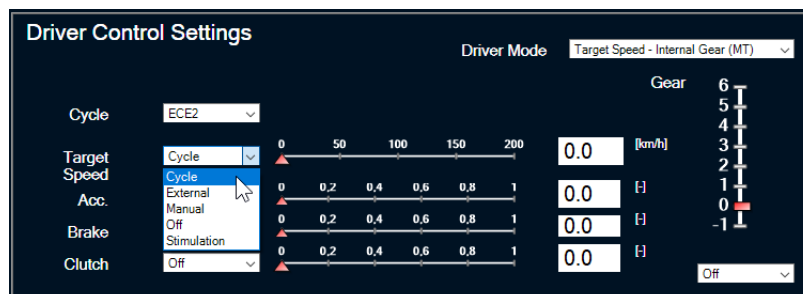 Driver Control Settings
Driver Mode Target Speed - Internal Gear (MT)
Gear
6
5
4
3
2
1
0
-1
Cycle ECE2
Target Speed Cycle 0 50 100 150 200 0.0 [km/h]
Cycle
External
Manual
Off
Stimulation
Acc. 0 0,2 0,4 0,6 0,8 1 0.0 [-]
Brake 0 0,2 0,4 0,6 0,8 1 0.0 [-]
Clutch Off 0 0,2 0,4 0,6 0,8 1 0.0 [-]
Off